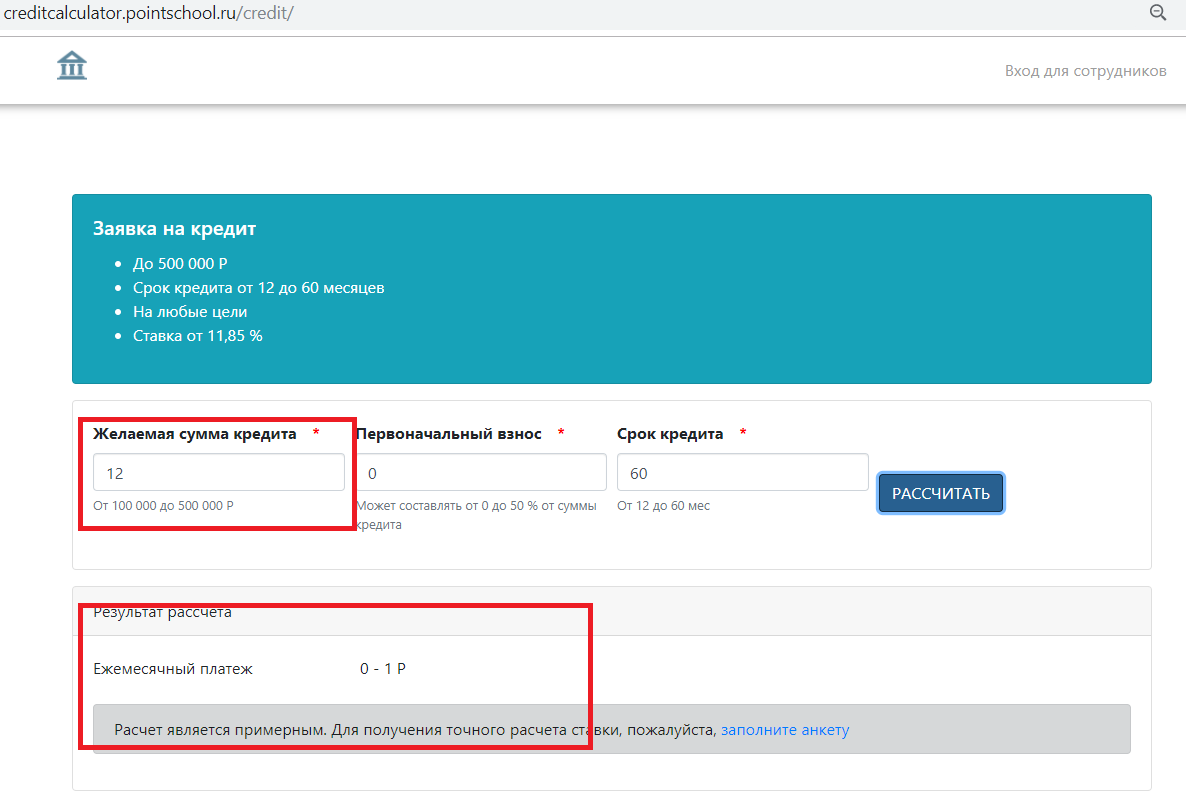 creditcalculator.pointschool.ru/credit/
Вход для сотрудников
Заявка на кредит
До 500 000 Р
Срок кредита от 12 до 60 месяцев
На любые цели
Ставка от 11,85 %
Желаемая сумма кредита * Первоначальный взнос * Срок кредита *
12 0 60 РАССЧИТАТЬ
От 100 000 до 500 000 Р Может составлять от 0 до 50 % от суммы От 12 до 60 мес
кредита
Результат рассчета
Ежемесячный платеж 0 - 1 Р
Расчет является примерным. Для получения точного расчета ставки, пожалуйста, заполните анкету